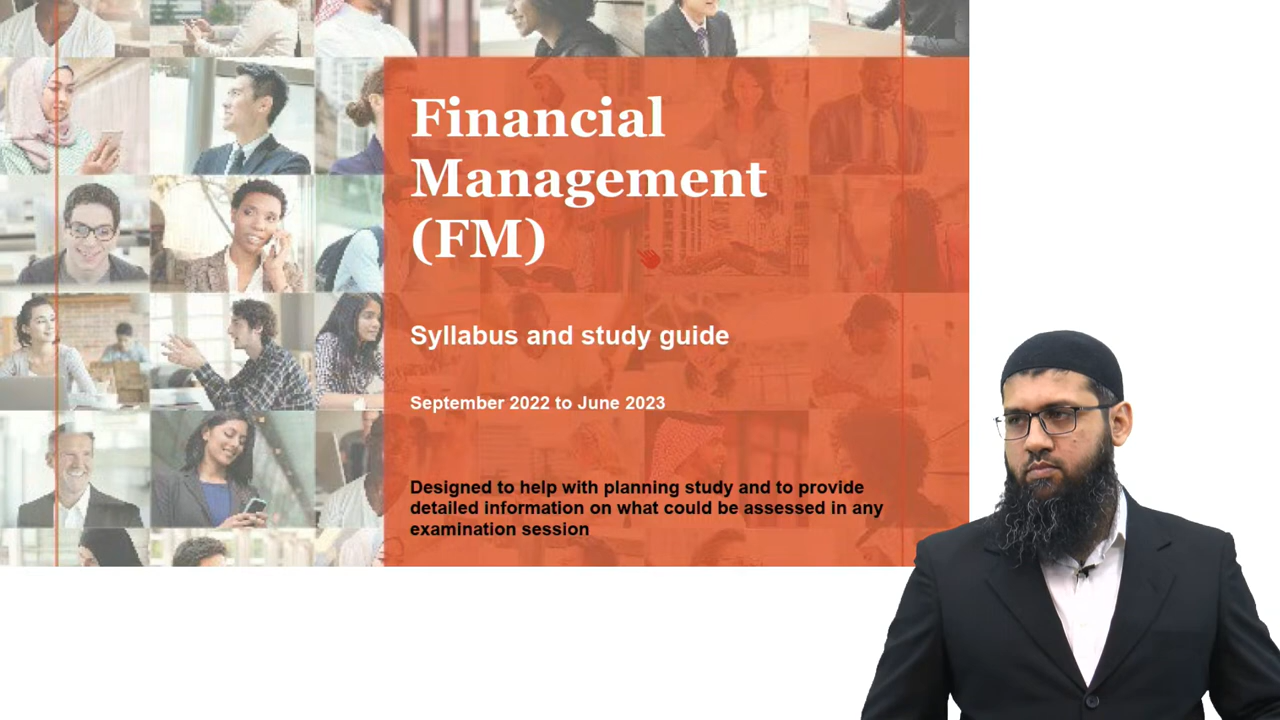 Financial
Management
(FM)
Syllabus and study guide
September 2022 to June 2023
Designed to help with planning study and to provide
detailed information on what could be assessed in any
examination session